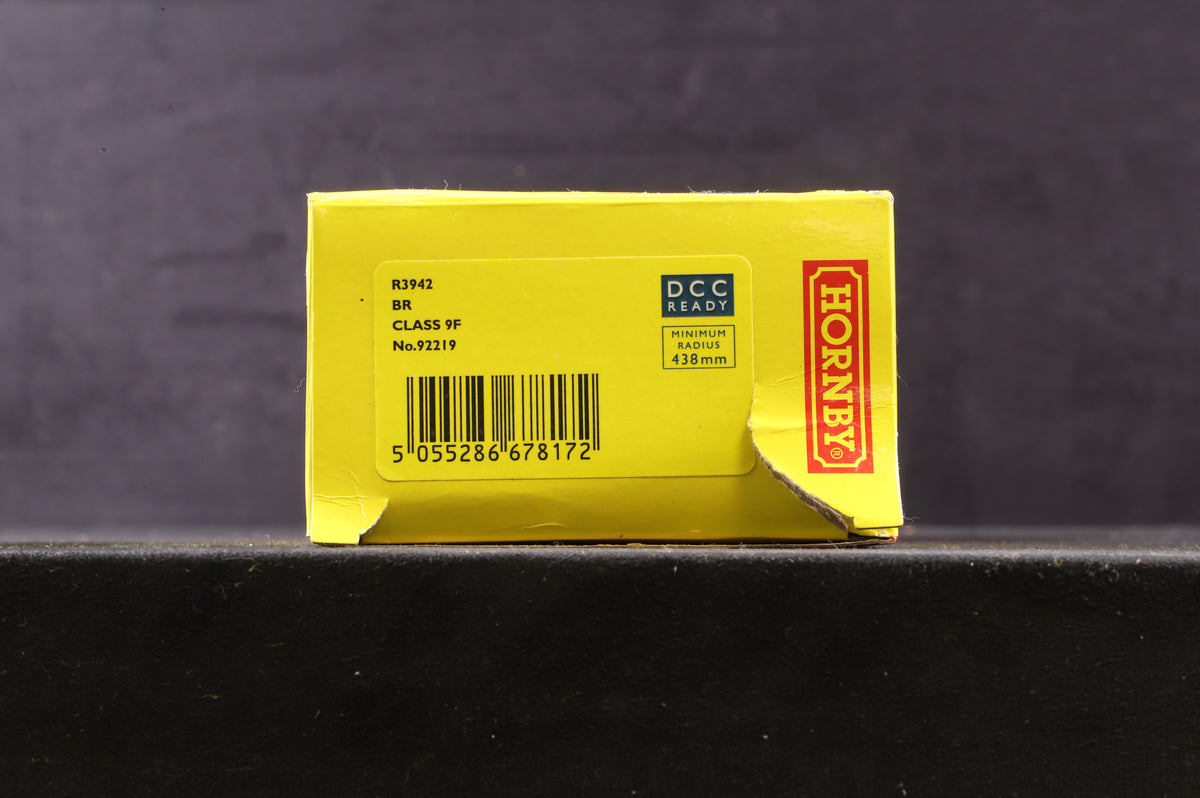 R3942
BR
CLASS 9F
No.92219
5 055286 678172
DCC
READY
MINIMUM
RADIUS
438mm
HORNBY®